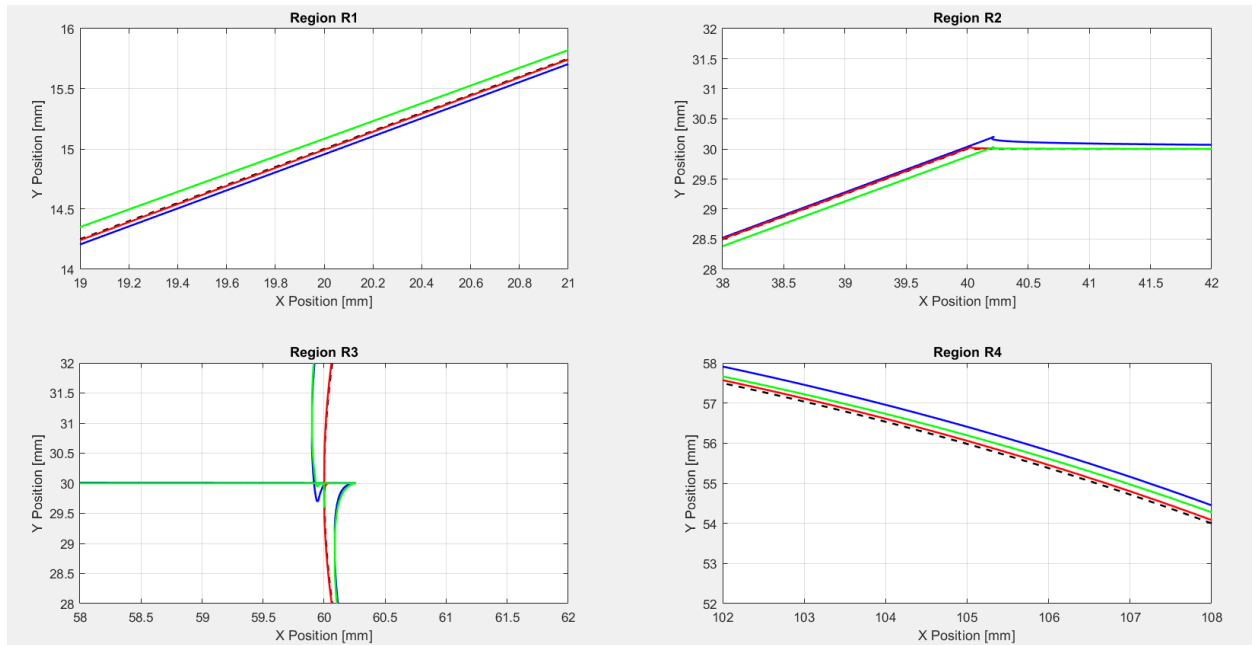 Region R1
16
15.5
15
14.5
14
Y Position [mm]
19 19.2 19.4 19.6 19.8 20 20.2 20.4 20.6 20.8 21
X Position [mm]
Region R2
32
31.5
31
30.5
30
29.5
29
28.5
28
Y Position [mm]
38 38.5 39 39.5 40 40.5 41 41.5 42
X Position [mm]
Region R3
32
31.5
31
30.5
30
29.5
29
28.5
28
Y Position [mm]
58 58.5 59 59.5 60 60.5 61 61.5 62
X Position [mm]
Region R4
58
57
56
55
54
53
52
Y Position [mm]
102 103 104 105 106 107 108
X Position [mm]